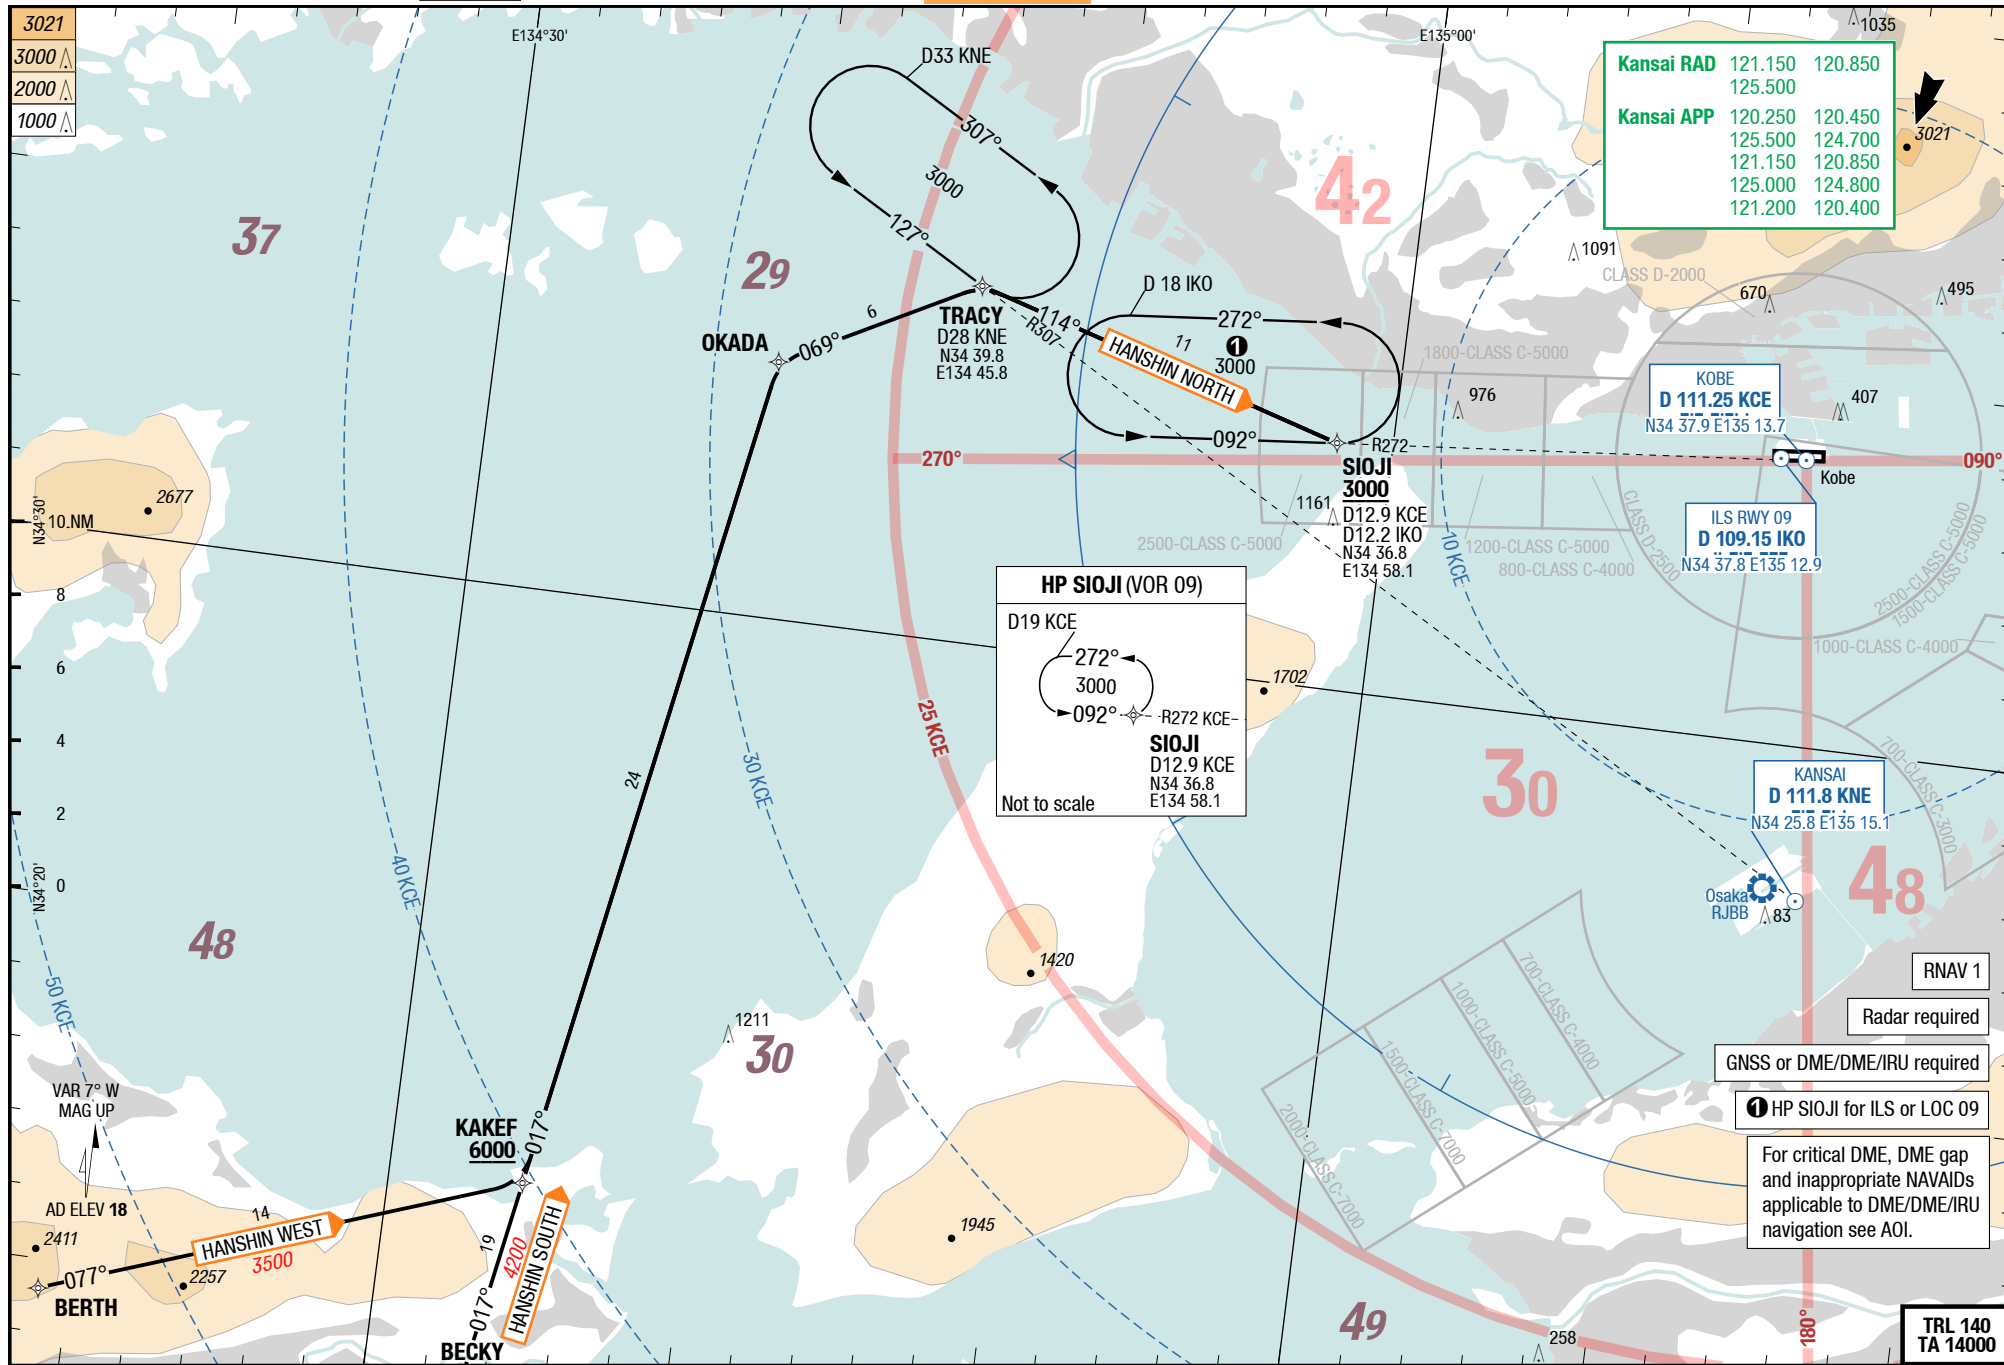 3021
3000
2000
1000
E134°30'
E135°00'
1035
Kansai RAD 121.150 120.850
125.500
Kansai APP 120.250 120.450
125.500 124.700
121.150 120.850
125.000 124.800
121.200 120.400
3021
D33 KNE
307°
3000
127°
37
29
42
1091
CLASS D-2000
670
495
D 18 IKO
272°
1
3000
092°
TRACY
D28 KNE
N34 39.8
E134 45.8
114°
R307
11
HANSHIN NORTH
OKADA
069°
6
1800-CLASS C-5000
976
KOBE
D 111.25 KCE
N34 37.9 E135 13.7
407
R272
270°
090°
Kobe
SIOJI
3000
D12.9 KCE
D12.2 IKO
N34 36.8
E134 58.1
1161
2500-CLASS C-5000
1200-CLASS C-5000
800-CLASS C-4000
CLASS D-2500
ILS RWY 09
D 109.15 IKO
N34 37.8 E135 12.9
2500-CLASS C-5000
1500-CLASS C-5000
1000-CLASS C-4000
10 KCE
2677
N34°30'
10 NM
8
6
4
2
0
N34°20'
HP SIOJI (VOR 09)
D19 KCE
272°
3000
092°
R272 KCE
SIOJI
D12.9 KCE
N34 36.8
E134 58.1
Not to scale
1702
25 KCE
30 KCE
40 KCE
50 KCE
24
30
700-CLASS C-3000
KANSAI
D 111.8 KNE
N34 25.8 E135 15.1
48
Osaka
RJBB
83
48
1420
1211
30
700-CLASS C-4000
1000-CLASS C-5000
1500-CLASS C-7000
2000-CLASS C-7000
RNAV 1
Radar required
GNSS or DME/DME/IRU required
1 HP SIOJI for ILS or LOC 09
For critical DME, DME gap
and inappropriate NAVAIDs
applicable to DME/DME/IRU
navigation see AOI.
VAR 7° W
MAG UP
AD ELEV 18
KAKEF
6000
017°
2411
14
HANSHIN WEST
3500
077°
2257
BERTH
19
4200
HANSHIN SOUTH
017°
BECKY
1945
49
258
180°
TRL 140
TA 14000